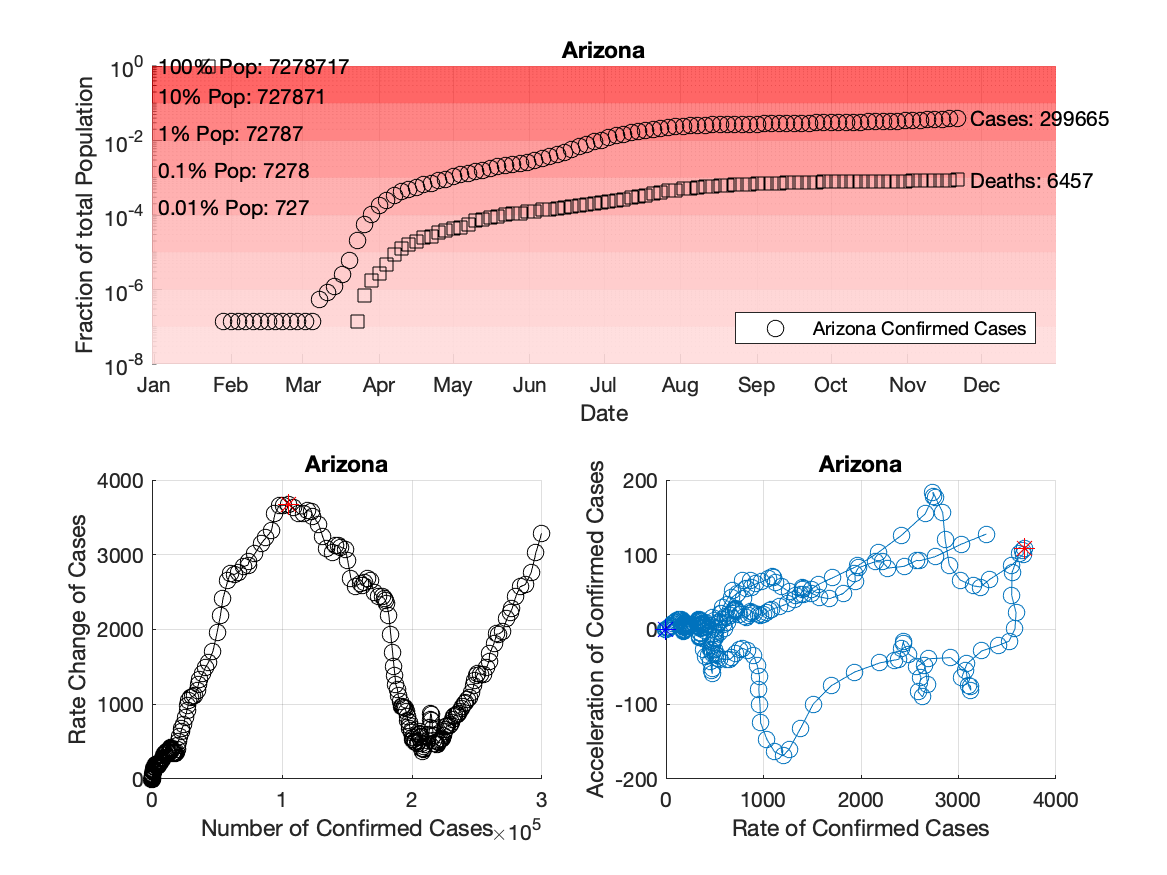 Arizona
Fraction of total Population
10^0
10^-2
10^-4
10^-6
10^-8
100% Pop: 7278717
10% Pop: 727871
1% Pop: 72787
0.1% Pop: 7278
0.01% Pop: 727
Cases: 299665
Deaths: 6457
Arizona Confirmed Cases
Jan Feb Mar Apr May Jun Jul Aug Sep Oct Nov Dec
Date
Arizona
Rate Change of Cases
4000
3000
2000
1000
0
0 1 2 3
Number of Confirmed Cases ×10^5
Arizona
Acceleration of Confirmed Cases
200
100
0
-100
-200
0 1000 2000 3000 4000
Rate of Confirmed Cases